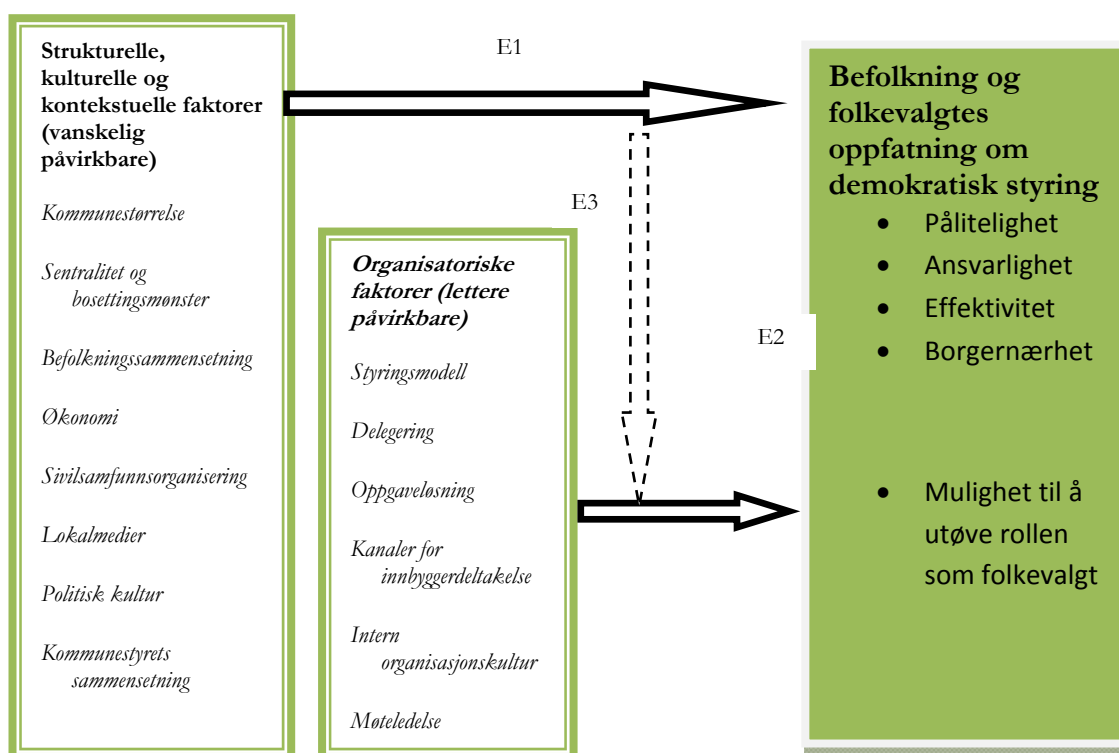 Strukturelle,
kulturelle og
kontekstuelle faktorer
(vanskelig
påvirkbare)
Kommunestørrelse
Sentralitet og
bosettingsmønster
Befolkningssammensetning
Økonomi
Sivilsamfunnsorganisering
Lokalmedier
Politisk kultur
Kommunestyrets
sammensetning
E1
E3
Organisatoriske
faktorer (lettere
påvirkbare)
Styringsmodell
Delegering
Oppgaveløsning
Kanaler for
innbyggerdeltakelse
Intern
organisasjonskultur
Møteledelse
E2
Befolkning og
folkevalgtes
oppfatning om
demokratisk styring
• Pålitelighet
• Ansvarlighet
• Effektivitet
• Borgernærhet
• Mulighet til å
utøve rollen
som folkevalgt